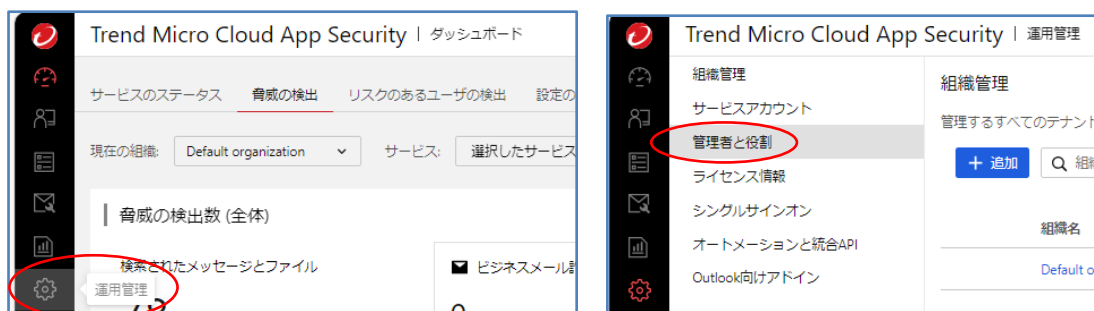 Trend Micro Cloud App Security | ダッシュボード
サービスのステータス 脅威の検出 リスクのあるユーザの検出 設定の
現在の組織: Default organization サービス: 選択したサービス
脅威の検出数 (全体)
検索されたメッセージとファイル ビジネスメール
運用管理
Trend Micro Cloud App Security | 運用管理
組織管理
サービスアカウント
管理者と役割
ライセンス情報
シングルサインオン
オートメーションと統合API
Outlook向けアドイン
組織管理
管理するすべてのテナント
+ 追加 組織
組織名
Default o